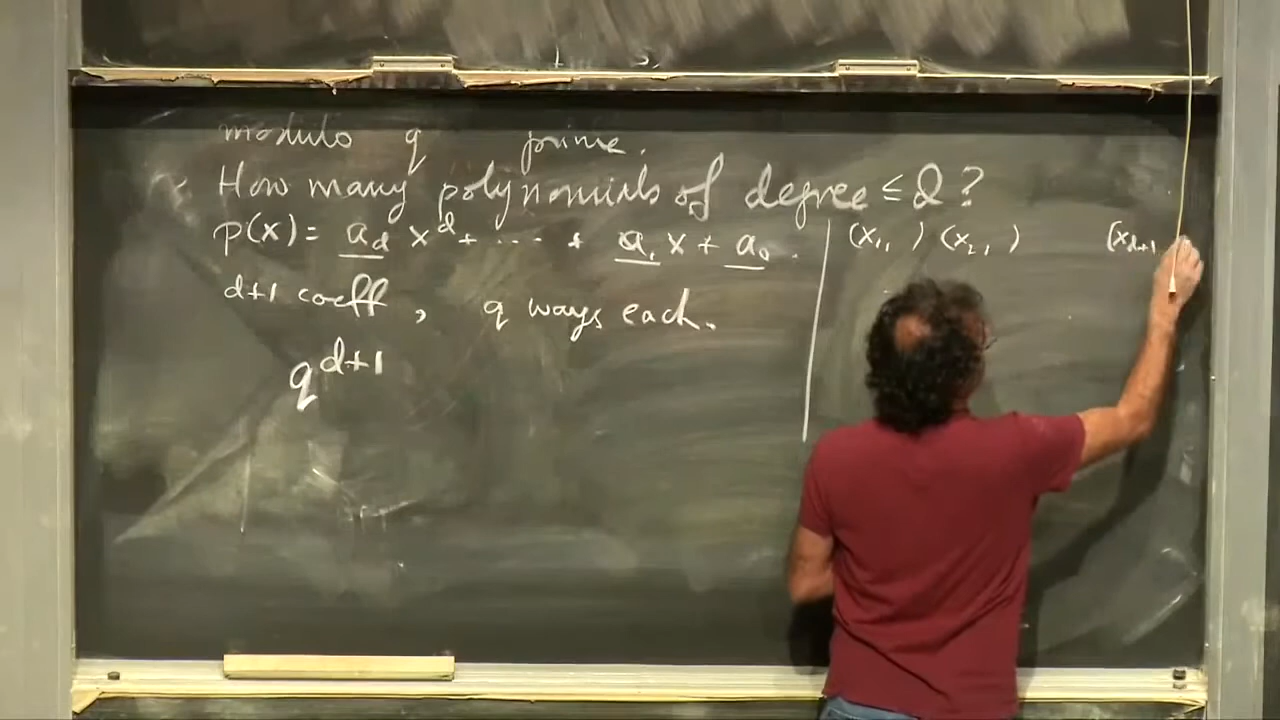 modulo q prime.
How many polynomials of degree ≤ d?
p(x) = a_d x^d + ... + a_1 x + a_0 .
(x_1, ) (x_2, ) (x_{d+1}
d+1 coeff, q ways each.
q^{d+1}